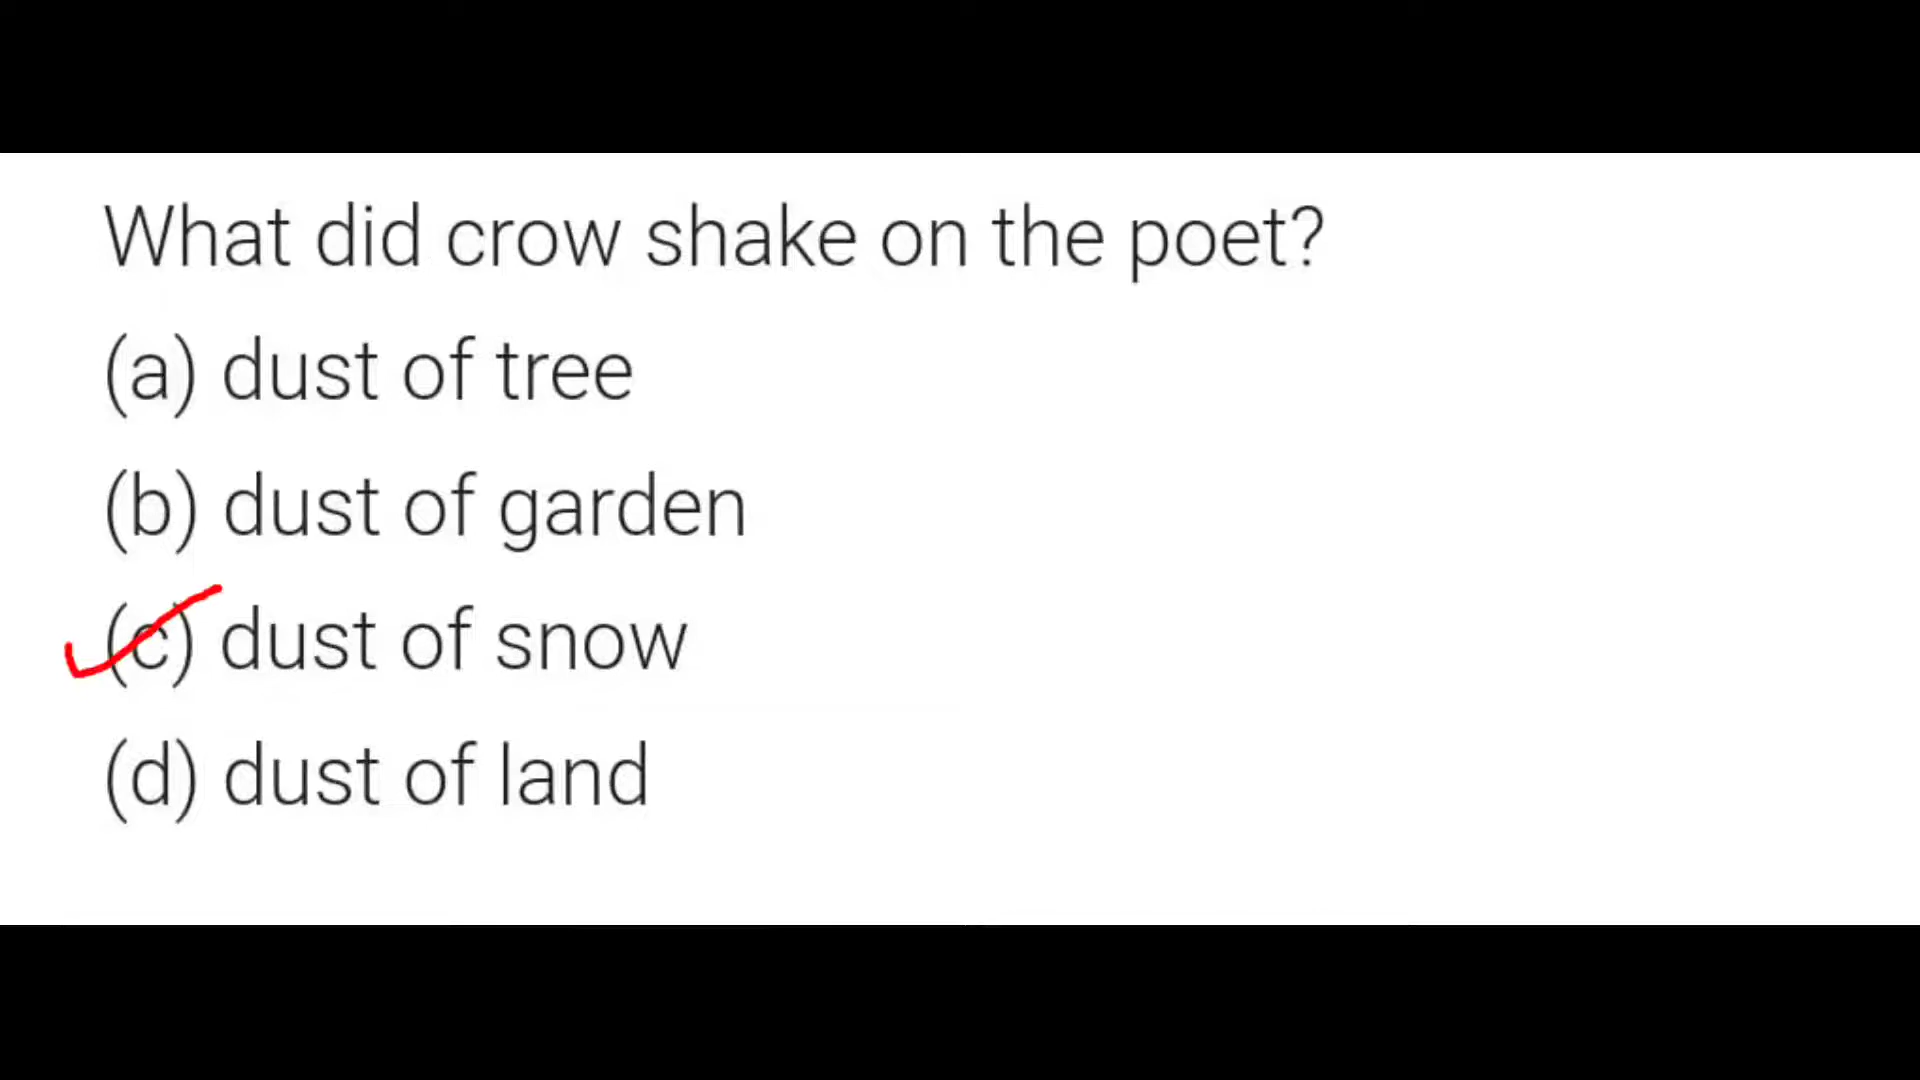 What did crow shake on the poet?
(a) dust of tree
(b) dust of garden
(c) dust of snow
(d) dust of land